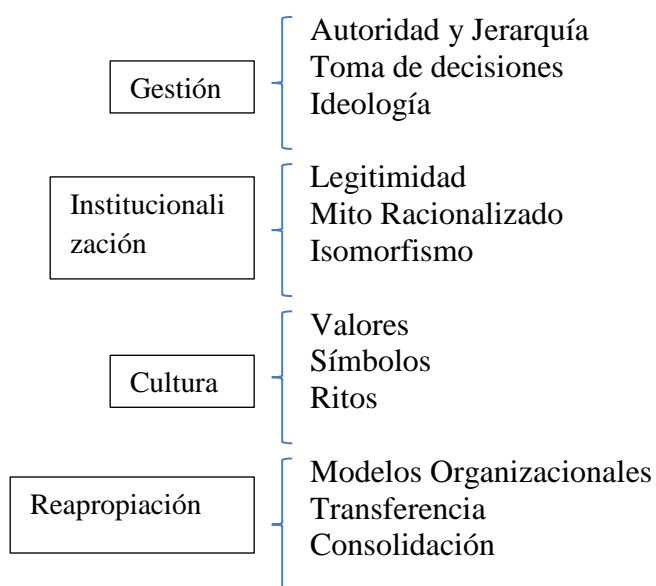 Gestión
Autoridad y Jerarquía
Toma de decisiones
Ideología
Institucionali
zación
Legitimidad
Mito Racionalizado
Isomorfismo
Cultura
Valores
Símbolos
Ritos
Reapropiación
Modelos Organizacionales
Transferencia
Consolidación